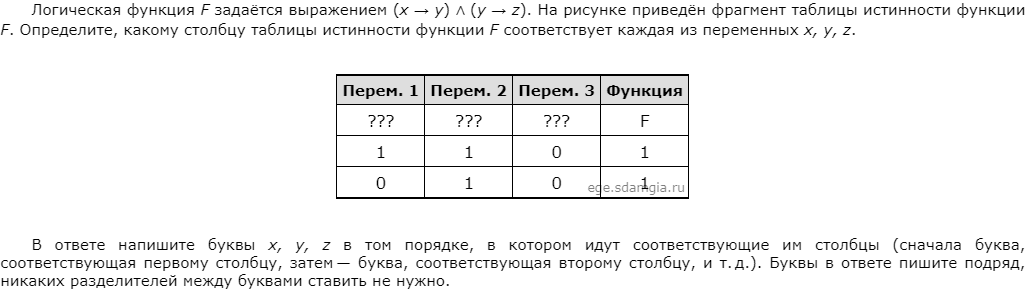 Логическая функция F задаётся выражением (x → y) ∧ (y → z). На рисунке приведён фрагмент таблицы истинности функции
F. Определите, какому столбцу таблицы истинности функции F соответствует каждая из переменных x, y, z.
Перем. 1 Перем. 2 Перем. 3 Функция
??? ??? ??? F
1 1 0 1
0 1 0 1
ege.sdamgia.ru
В ответе напишите буквы x, y, z в том порядке, в котором идут соответствующие им столбцы (сначала буква,
соответствующая первому столбцу, затем — буква, соответствующая второму столбцу, и т. д.). Буквы в ответе пишите подряд,
никаких разделителей между буквами ставить не нужно.